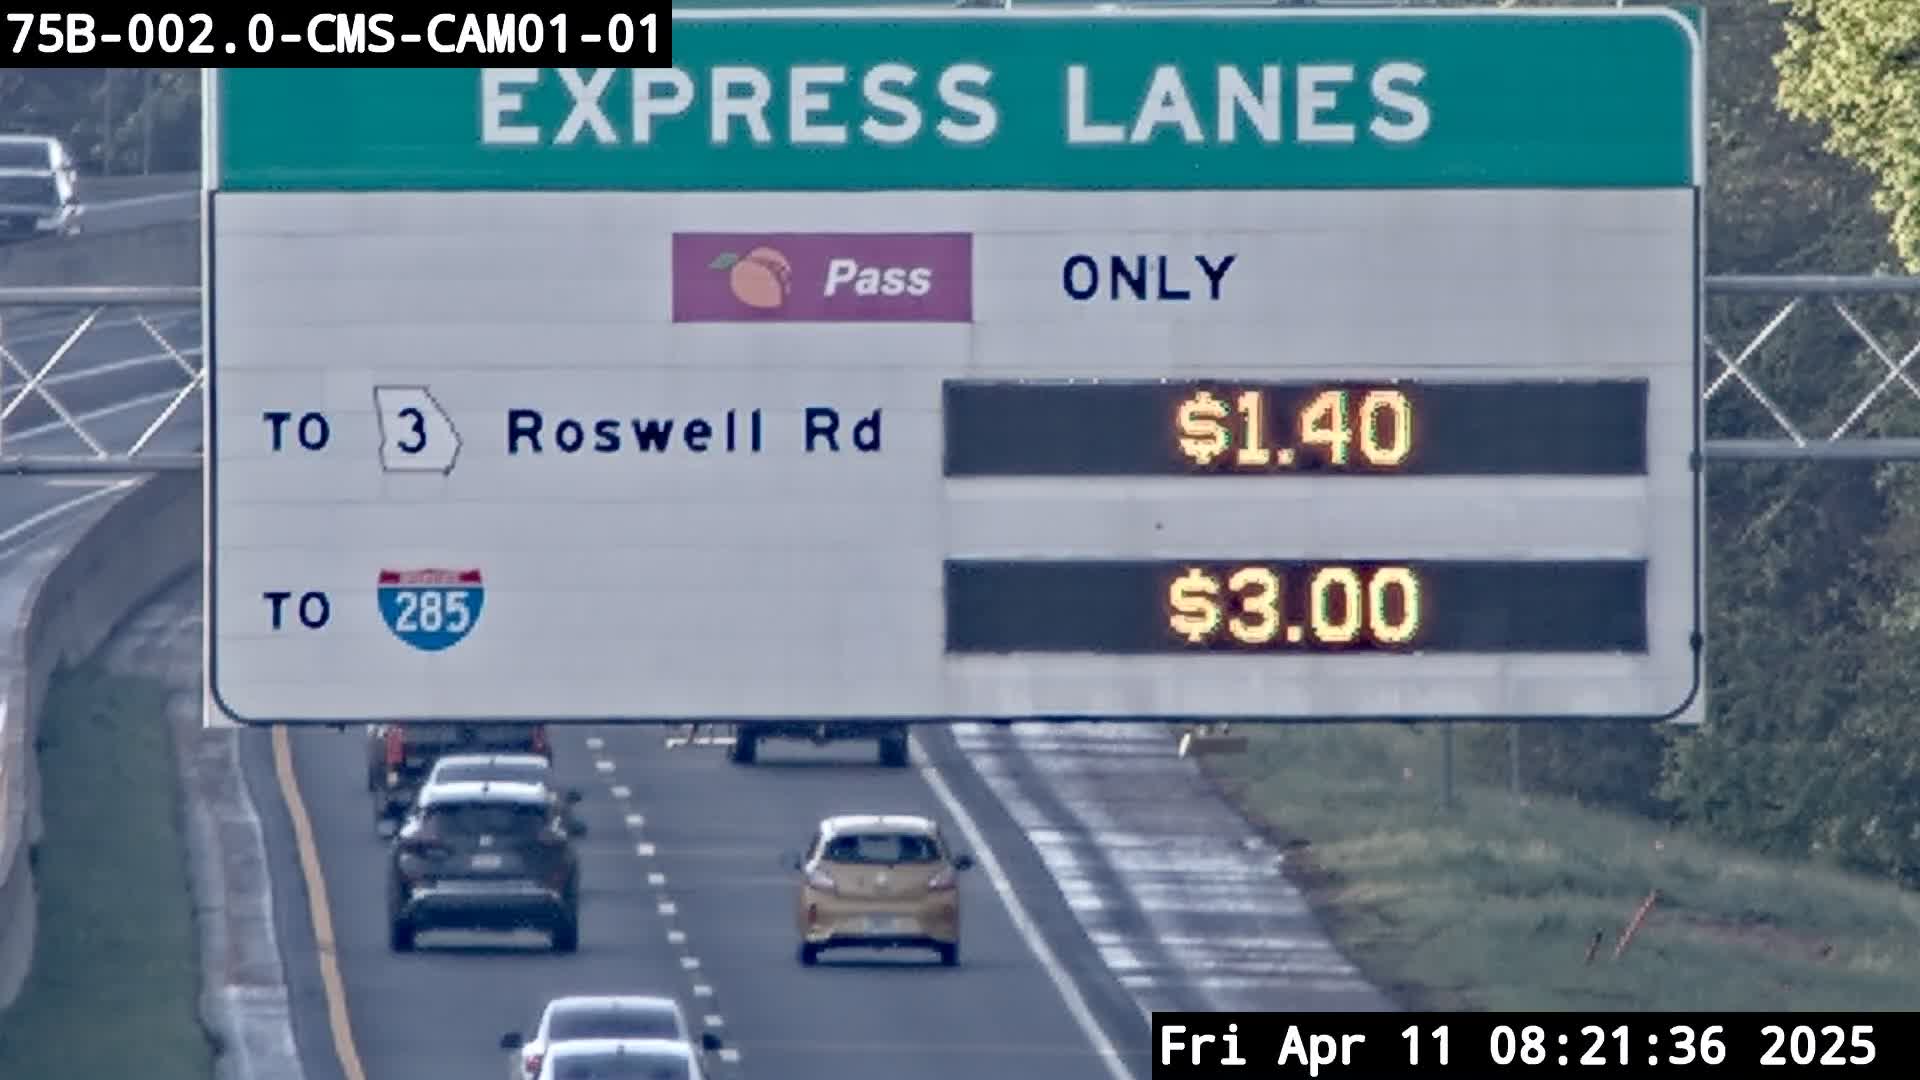 75B-002.0-CMS-CAM01-01
EXPRESS LANES
Pass ONLY
TO 3 Roswell Rd $1.40
TO 285 $3.00
Fri Apr 11 08:21:36 2025